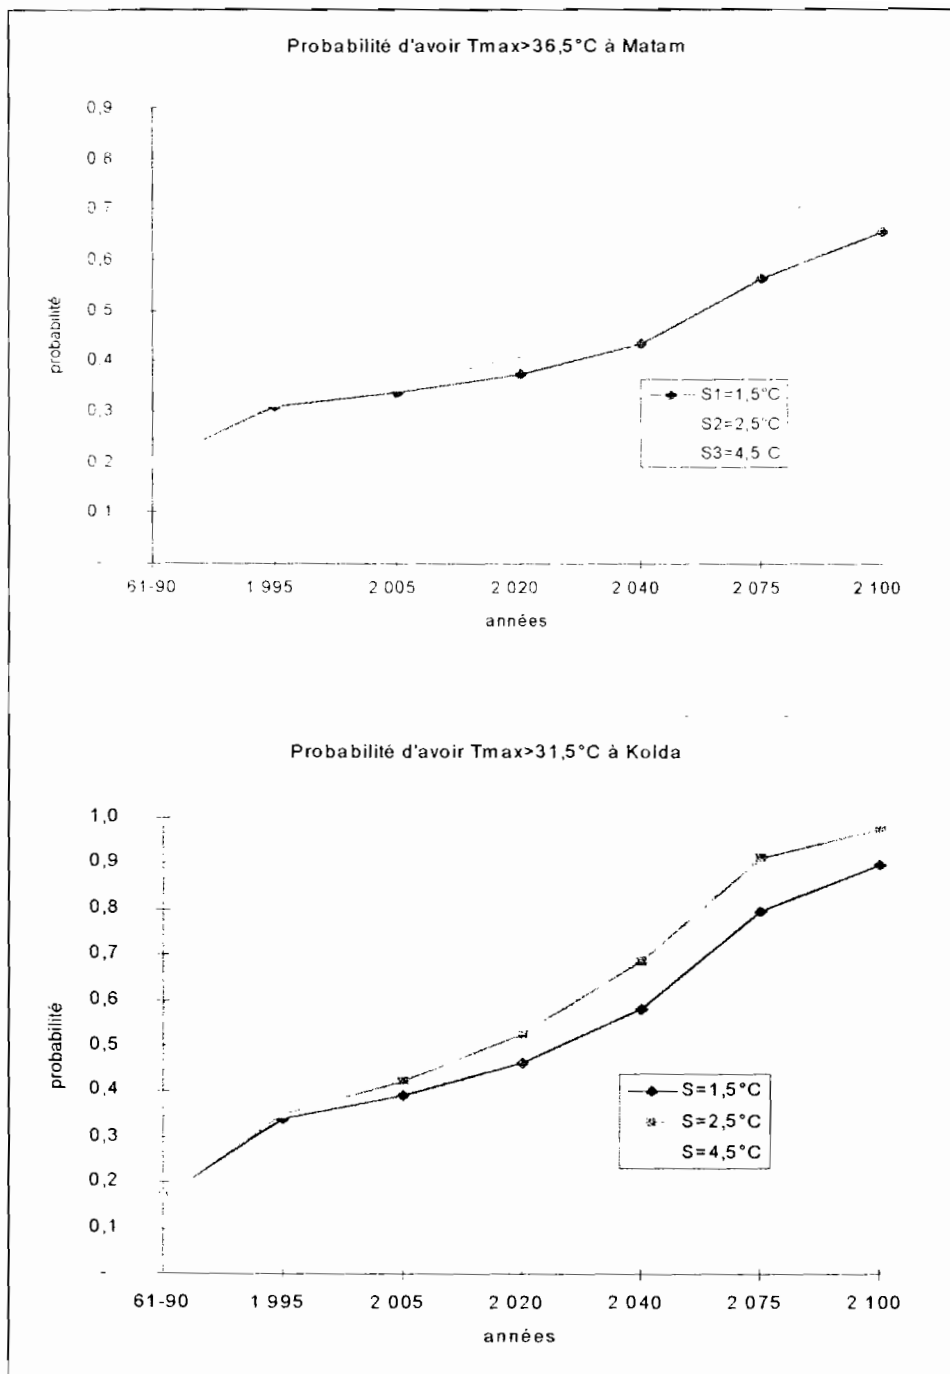 Probabilité d'avoir Tmax>36,5°C à Matam
0,9
0 8
0 7
0,6
0 5
0 4
0,3
0 2
0 1
-
probabilité
S1=1,5°C
S2=2,5°C
S3=4,5 C
61-90 1 995 2 005 2 020 2 040 2 075 2 100
années
Probabilité d'avoir Tmax>31,5°C à Kolda
1,0
0,9
0,8
0,7
0,6
0,5
0,4
0,3
0,2
0,1
-
probabilité
S=1,5°C
S=2,5°C
S=4,5°C
61-90 1 995 2 005 2 020 2 040 2 075 2 100
années